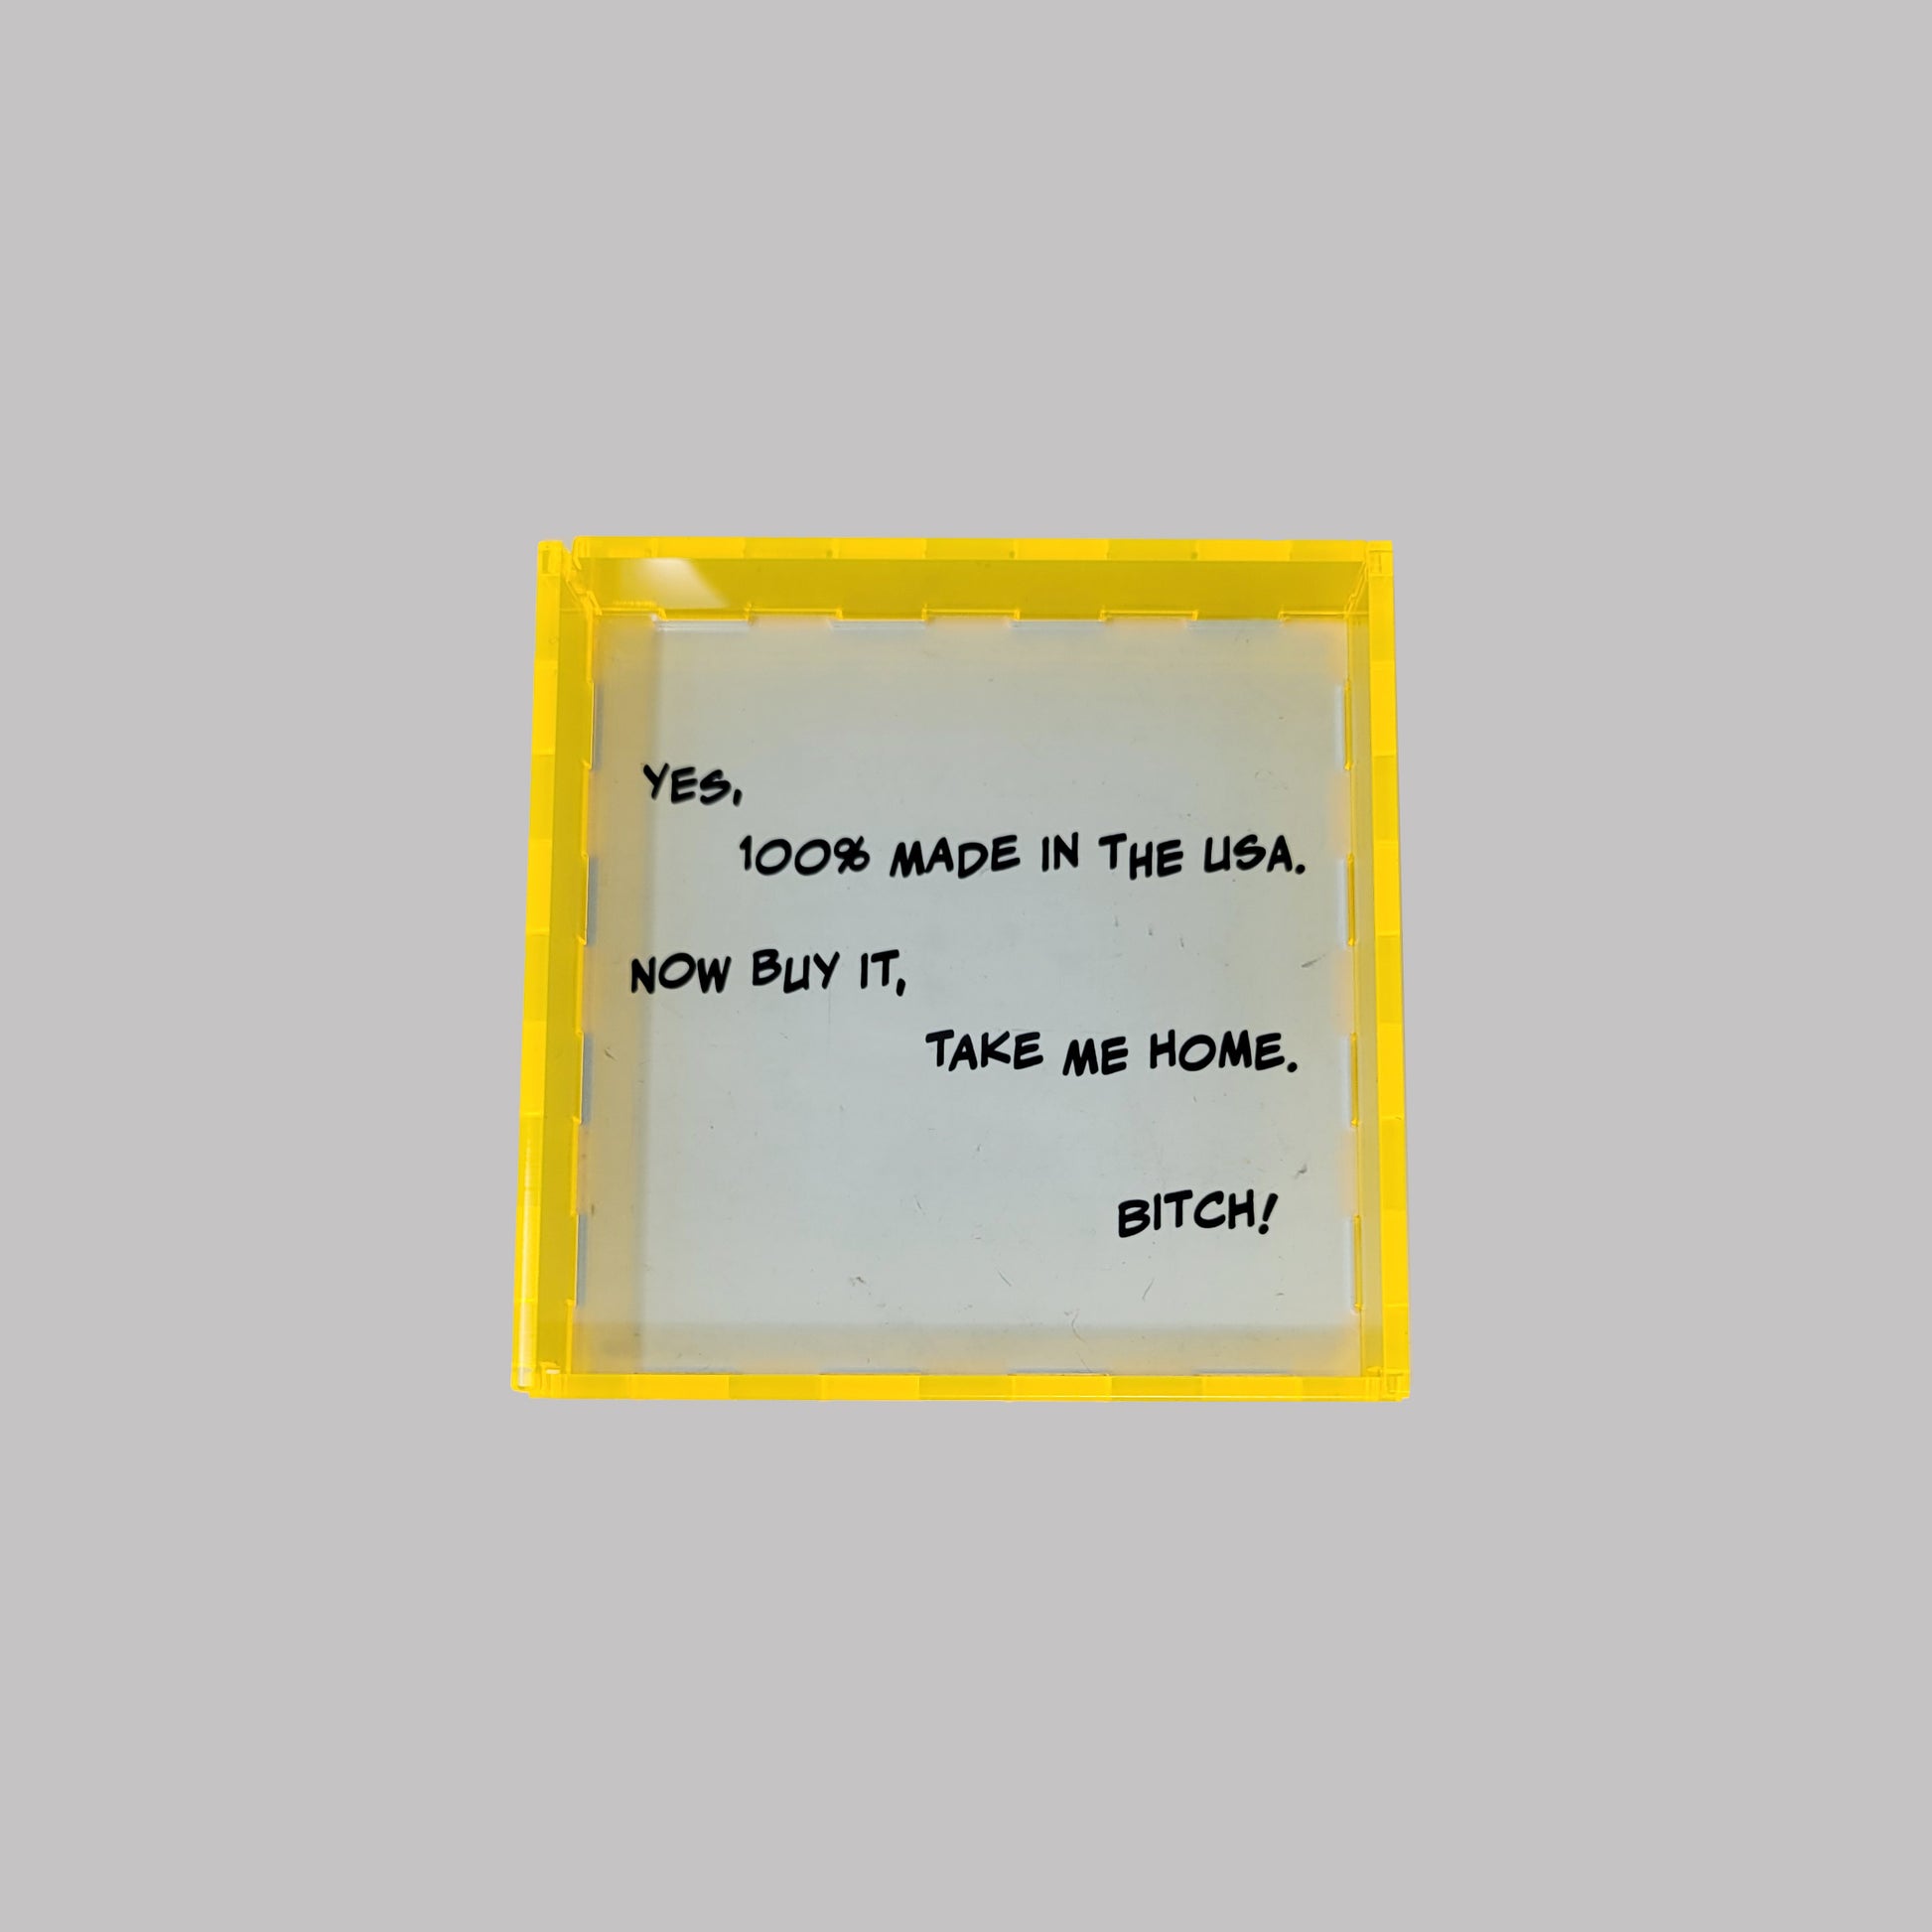 YES,
100% MADE IN THE USA.
NOW BUY IT,
TAKE ME HOME.
BITCH!